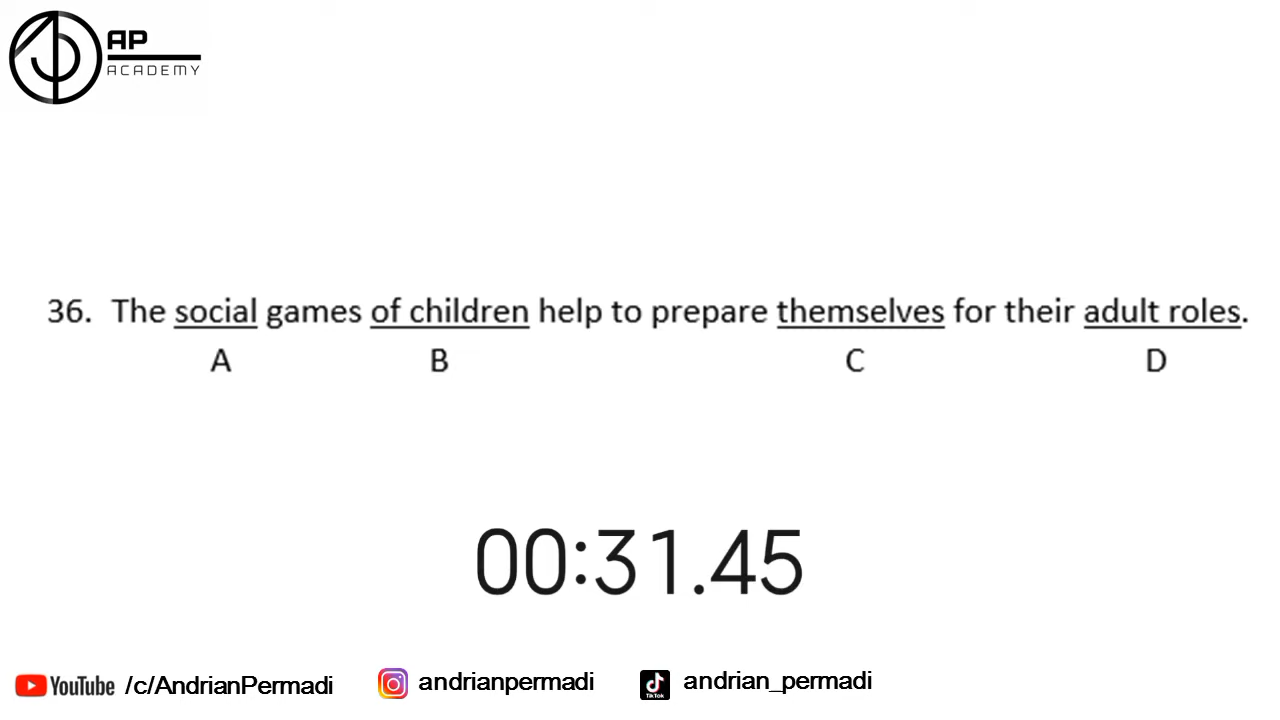 AP
ACADEMY
36. The social games of children help to prepare themselves for their adult roles.
A B C D
00:31.45
YouTube /c/AndrianPermadi andrianpermadi TikTok andrian_permadi